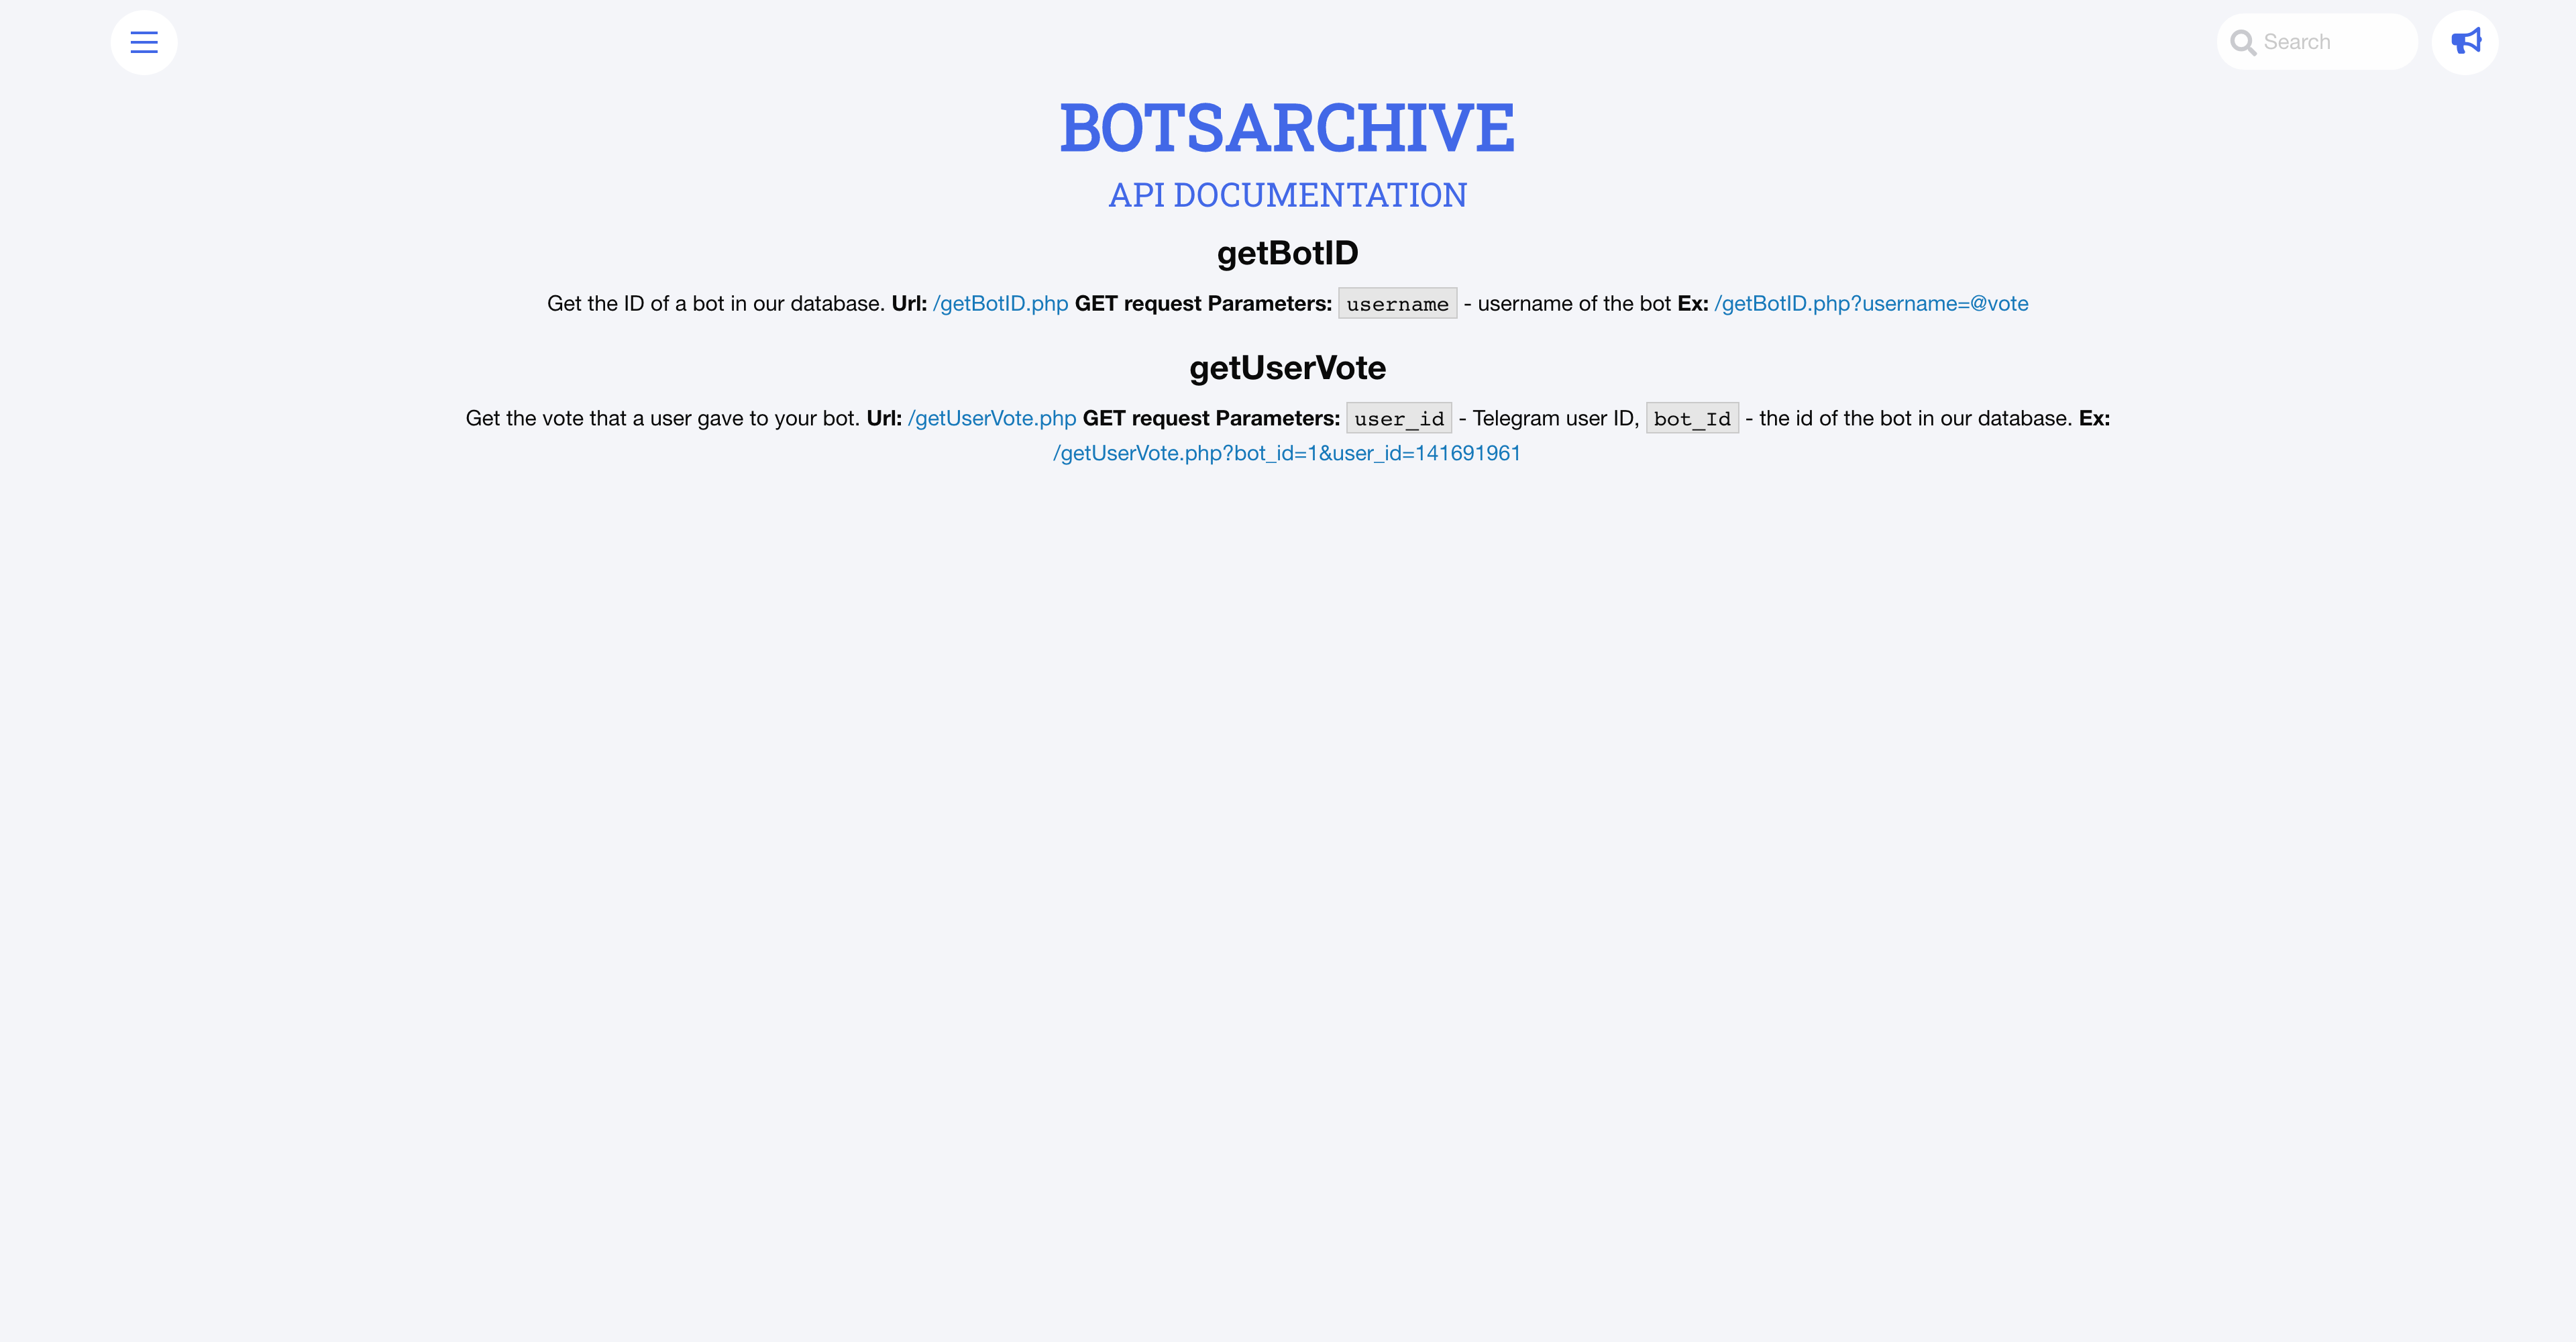 Search
BOTSARCHIVE
API DOCUMENTATION
getBotID
Get the ID of a bot in our database. Url: /getBotID.php GET request Parameters: username - username of the bot Ex: /getBotID.php?username=@vote
getUserVote
Get the vote that a user gave to your bot. Url: /getUserVote.php GET request Parameters: user_id - Telegram user ID, bot_Id - the id of the bot in our database. Ex:
/getUserVote.php?bot_id=1&user_id=141691961